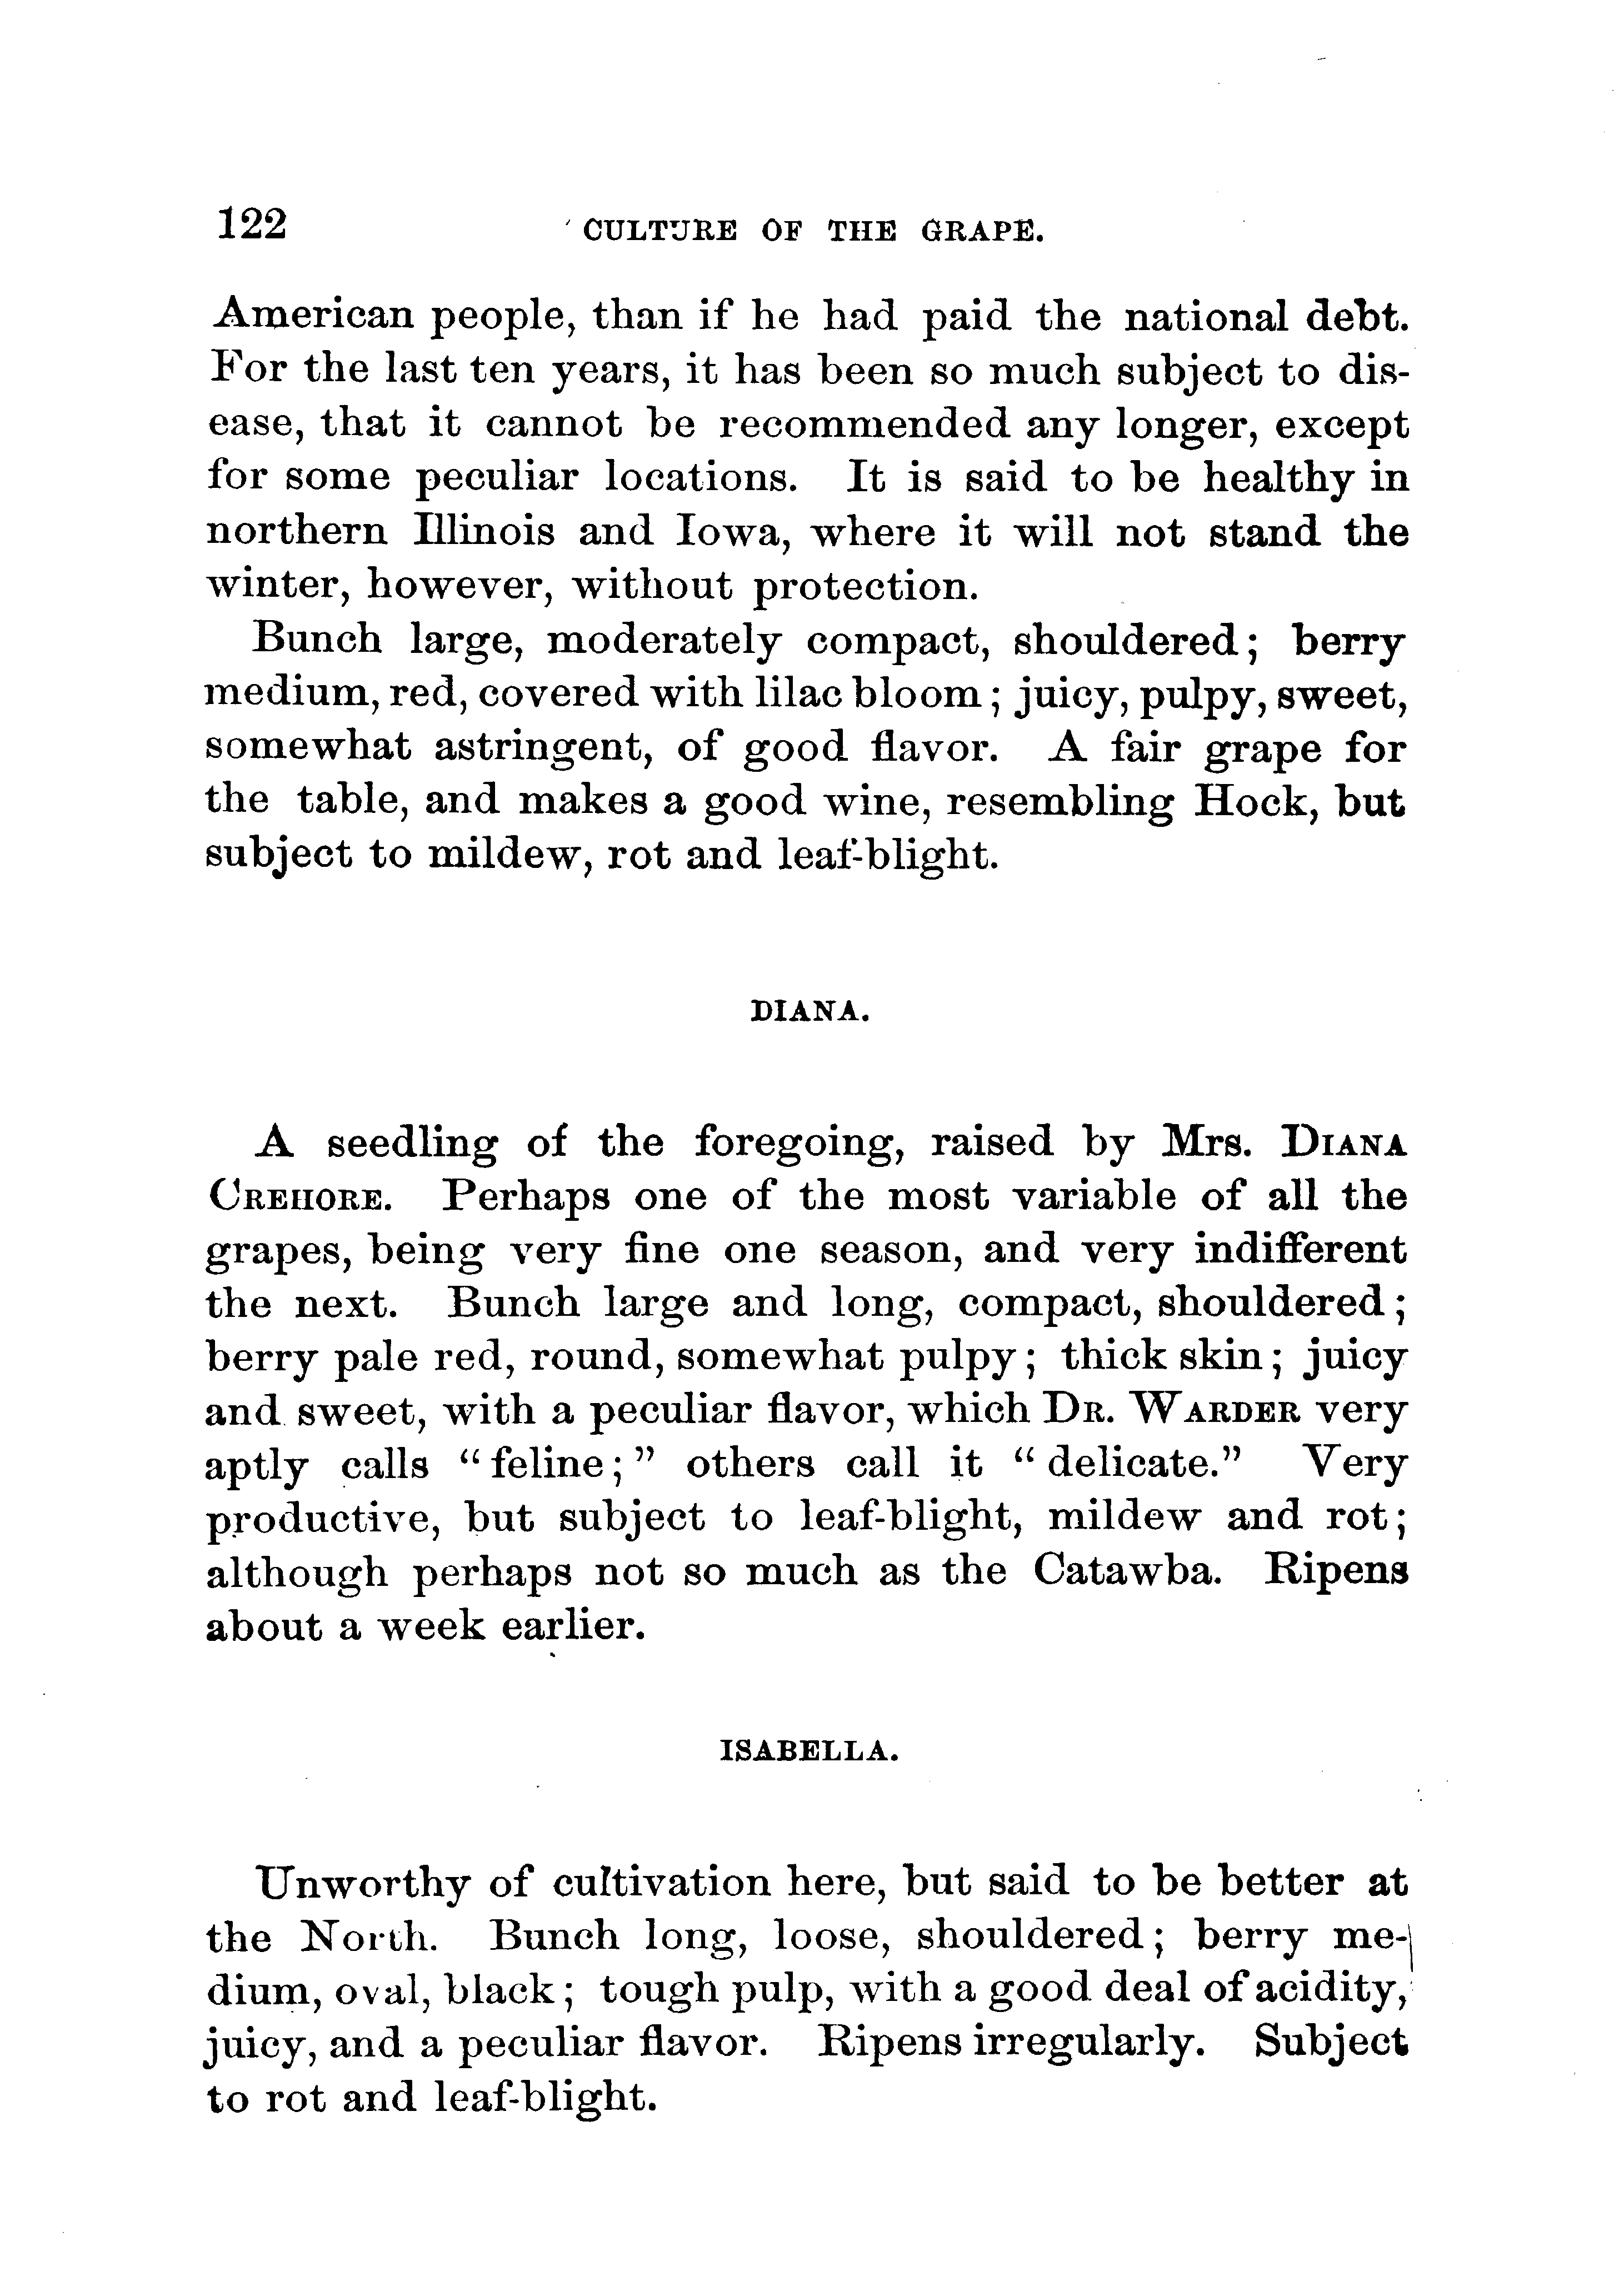 122 CULTURE OF THE GRAPE.
American people, than if he had paid the national debt.
For the last ten years, it has been so much subject to dis-
ease, that it cannot be recommended any longer, except
for some peculiar locations. It is said to be healthy in
northern Illinois and Iowa, where it will not stand the
winter, however, without protection.
Bunch large, moderately compact, shouldered; berry
medium, red, covered with lilac bloom; juicy, pulpy, sweet,
somewhat astringent, of good flavor. A fair grape for
the table, and makes a good wine, resembling Hock, but
subject to mildew, rot and leaf-blight.
DIANA.
A seedling of the foregoing, raised by Mrs. DIANA
CREHORE. Perhaps one of the most variable of all the
grapes, being very fine one season, and very indifferent
the next. Bunch large and long, compact, shouldered;
berry pale red, round, somewhat pulpy; thick skin; juicy
and sweet, with a peculiar flavor, which DR. WARDER very
aptly calls "feline;" others call it "delicate." Very
productive, but subject to leaf-blight, mildew and rot;
although perhaps not so much as the Catawba. Ripens
about a week earlier.
ISABELLA.
Unworthy of cultivation here, but said to be better at
the North. Bunch long, loose, shouldered; berry me-
dium, oval, black; tough pulp, with a good deal of acidity,
juicy, and a peculiar flavor. Ripens irregularly. Subject
to rot and leaf-blight.